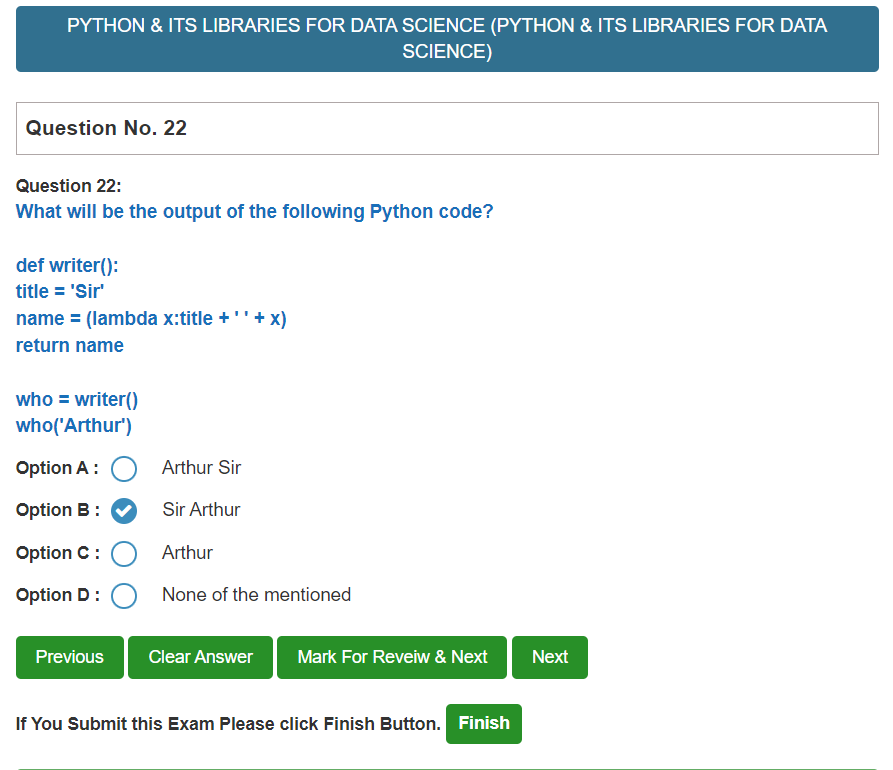 PYTHON & ITS LIBRARIES FOR DATA SCIENCE (PYTHON & ITS LIBRARIES FOR DATA
SCIENCE)
Question No. 22
Question 22:
What will be the output of the following Python code?
def writer():
title = 'Sir'
name = (lambda x:title + ' ' + x)
return name
who = writer()
who('Arthur')
Option A : Arthur Sir
Option B : Sir Arthur
Option C : Arthur
Option D : None of the mentioned
Previous Clear Answer Mark For Reveiw & Next Next
If You Submit this Exam Please click Finish Button. Finish